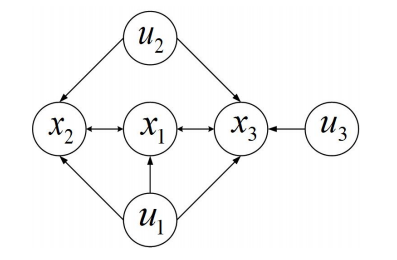 u₂
x₂ x₁ x₃ u₃
u₁